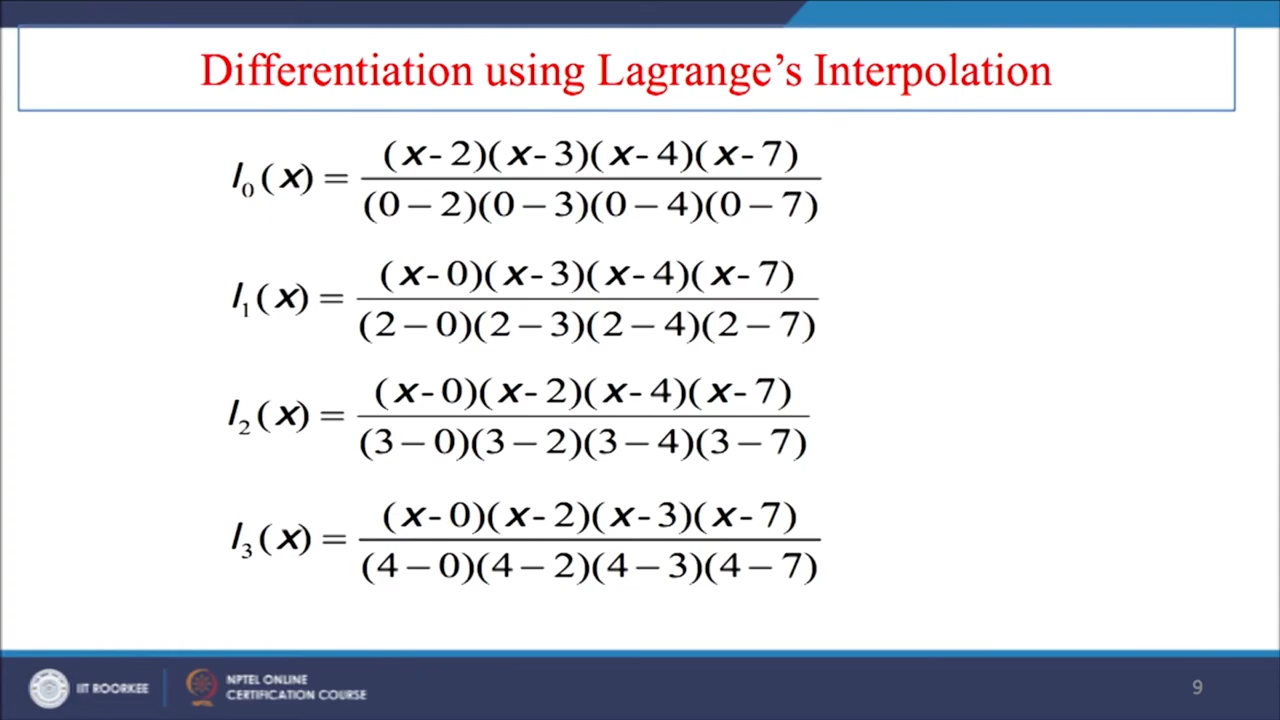 Differentiation using Lagrange's Interpolation
l₀(x) = (x-2)(x-3)(x-4)(x-7) / (0−2)(0−3)(0−4)(0−7)
l₁(x) = (x-0)(x-3)(x-4)(x-7) / (2−0)(2−3)(2−4)(2−7)
l₂(x) = (x-0)(x-2)(x-4)(x-7) / (3−0)(3−2)(3−4)(3−7)
l₃(x) = (x-0)(x-2)(x-3)(x-7) / (4−0)(4−2)(4−3)(4−7)
IIT ROORKEE
NPTEL ONLINE
CERTIFICATION COURSE
9